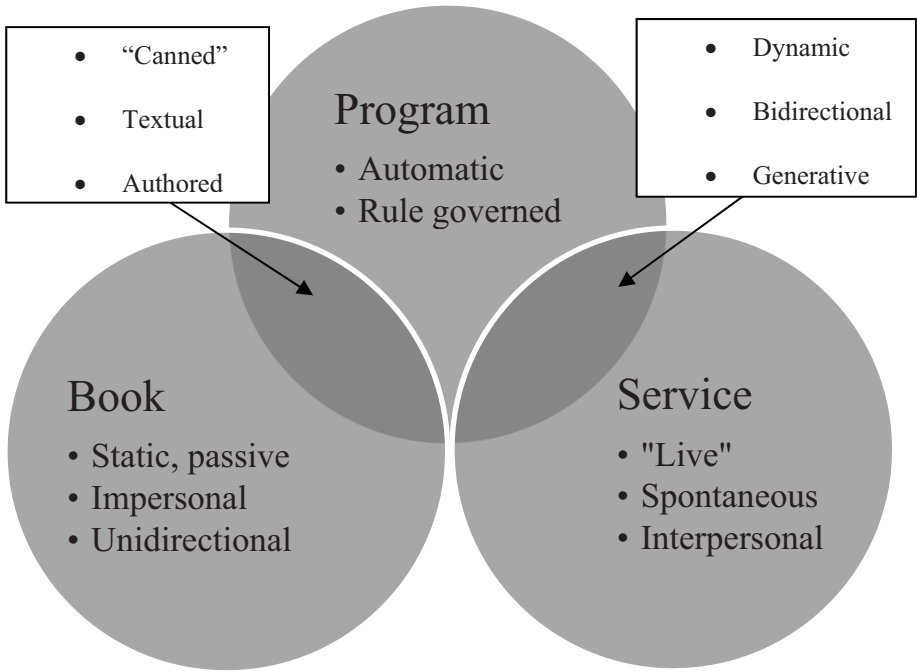 • “Canned”
• Textual
• Authored
• Dynamic
• Bidirectional
• Generative
Program
• Automatic
• Rule governed
Book
• Static, passive
• Impersonal
• Unidirectional
Service
• "Live"
• Spontaneous
• Interpersonal